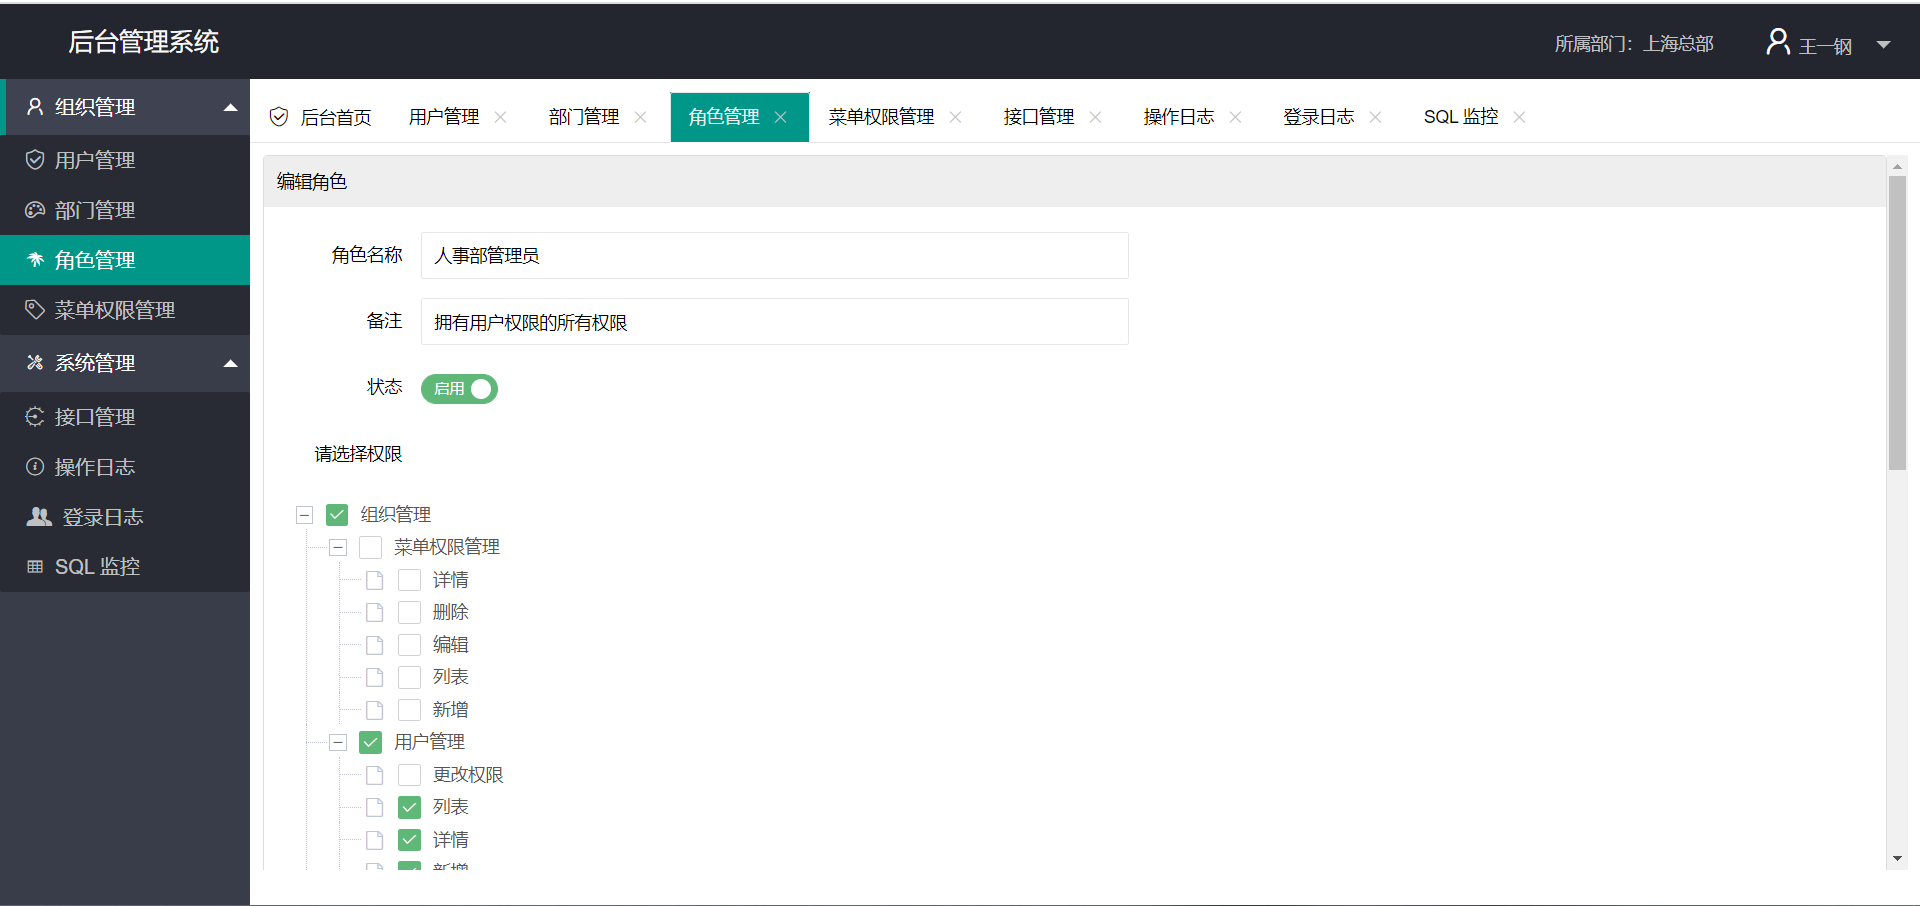 后台管理系统
所属部门：上海总部
王一钢
组织管理
用户管理
部门管理
角色管理
菜单权限管理
系统管理
接口管理
操作日志
登录日志
SQL 监控
后台首页 用户管理 部门管理 角色管理 菜单权限管理 接口管理 操作日志 登录日志 SQL 监控
编辑角色
角色名称 人事部管理员
备注 拥有用户权限的所有权限
状态 启用
请选择权限
组织管理
菜单权限管理
详情
删除
编辑
列表
新增
用户管理
更改权限
列表
详情
新增